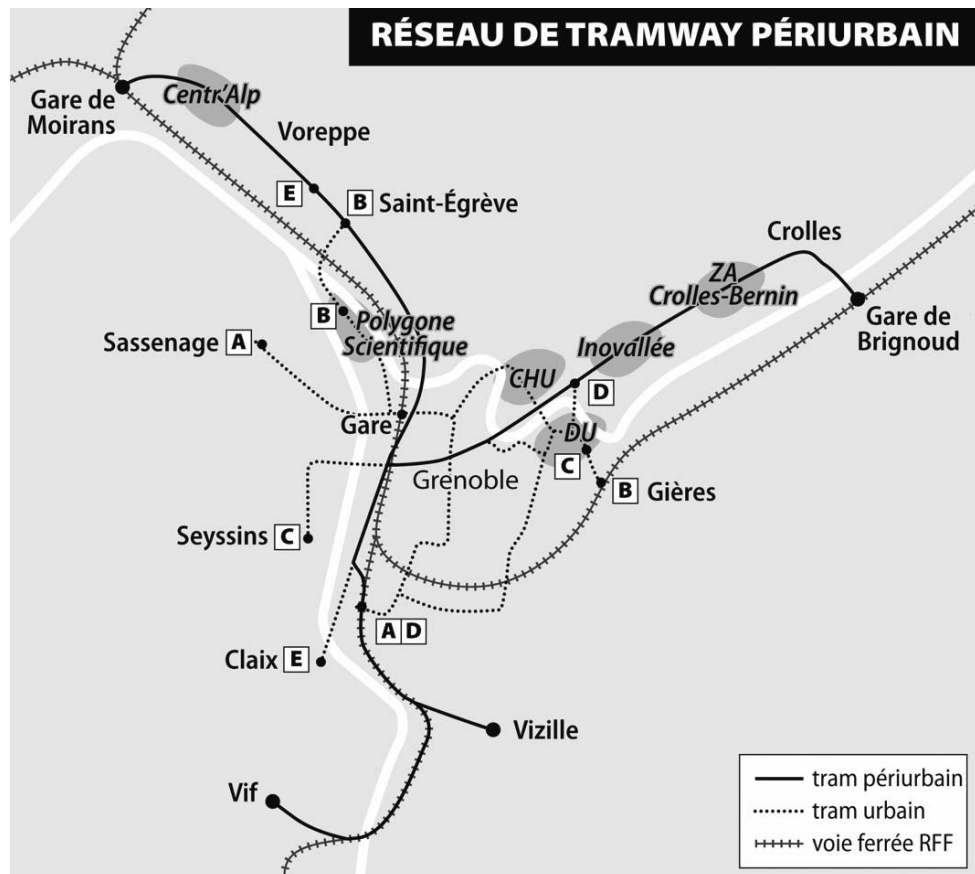 RÉSEAU DE TRAMWAY PÉRIURBAIN
Centr'Alp
Gare de
Moirans
Voreppe
E
B Saint-Égrève
Crolles
ZA
Crolles-Bernin
B
Polygone
Scientifique
Gare de
Brignoud
Sassenage A
Inovallée
CHU
D
Gare
DU
C
Grenoble
B Gières
Seyssins C
A D
Claix E
Vizille
Vif
tram périurbain
tram urbain
voie ferrée RFF